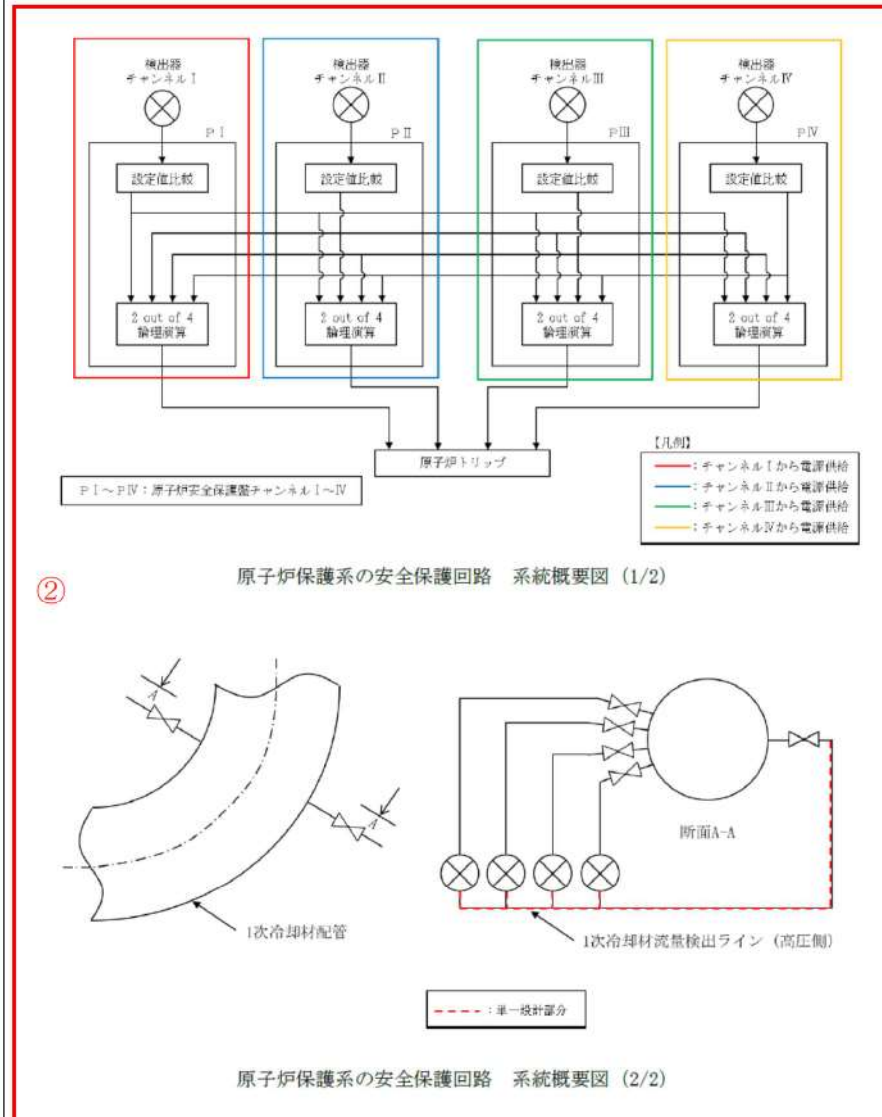 検出器
チャンネルⅠ
検出器
チャンネルⅡ
検出器
チャンネルⅢ
検出器
チャンネルⅣ
PⅠ
PⅡ
PⅢ
PⅣ
設定値比較
設定値比較
設定値比較
設定値比較
2 out of 4
論理演算
2 out of 4
論理演算
2 out of 4
論理演算
2 out of 4
論理演算
原子炉トリップ
PⅠ~PⅣ:原子炉安全保護盤チャンネルⅠ~Ⅳ
【凡例】
:チャンネルⅠから電源供給
:チャンネルⅡから電源供給
:チャンネルⅢから電源供給
:チャンネルⅣから電源供給
原子炉保護系の安全保護回路 系統概要図 (1/2)
②
A
A
1次冷却材配管
断面A-A
1次冷却材流量検出ライン (高圧側)
:単一設計部分
原子炉保護系の安全保護回路 系統概要図 (2/2)